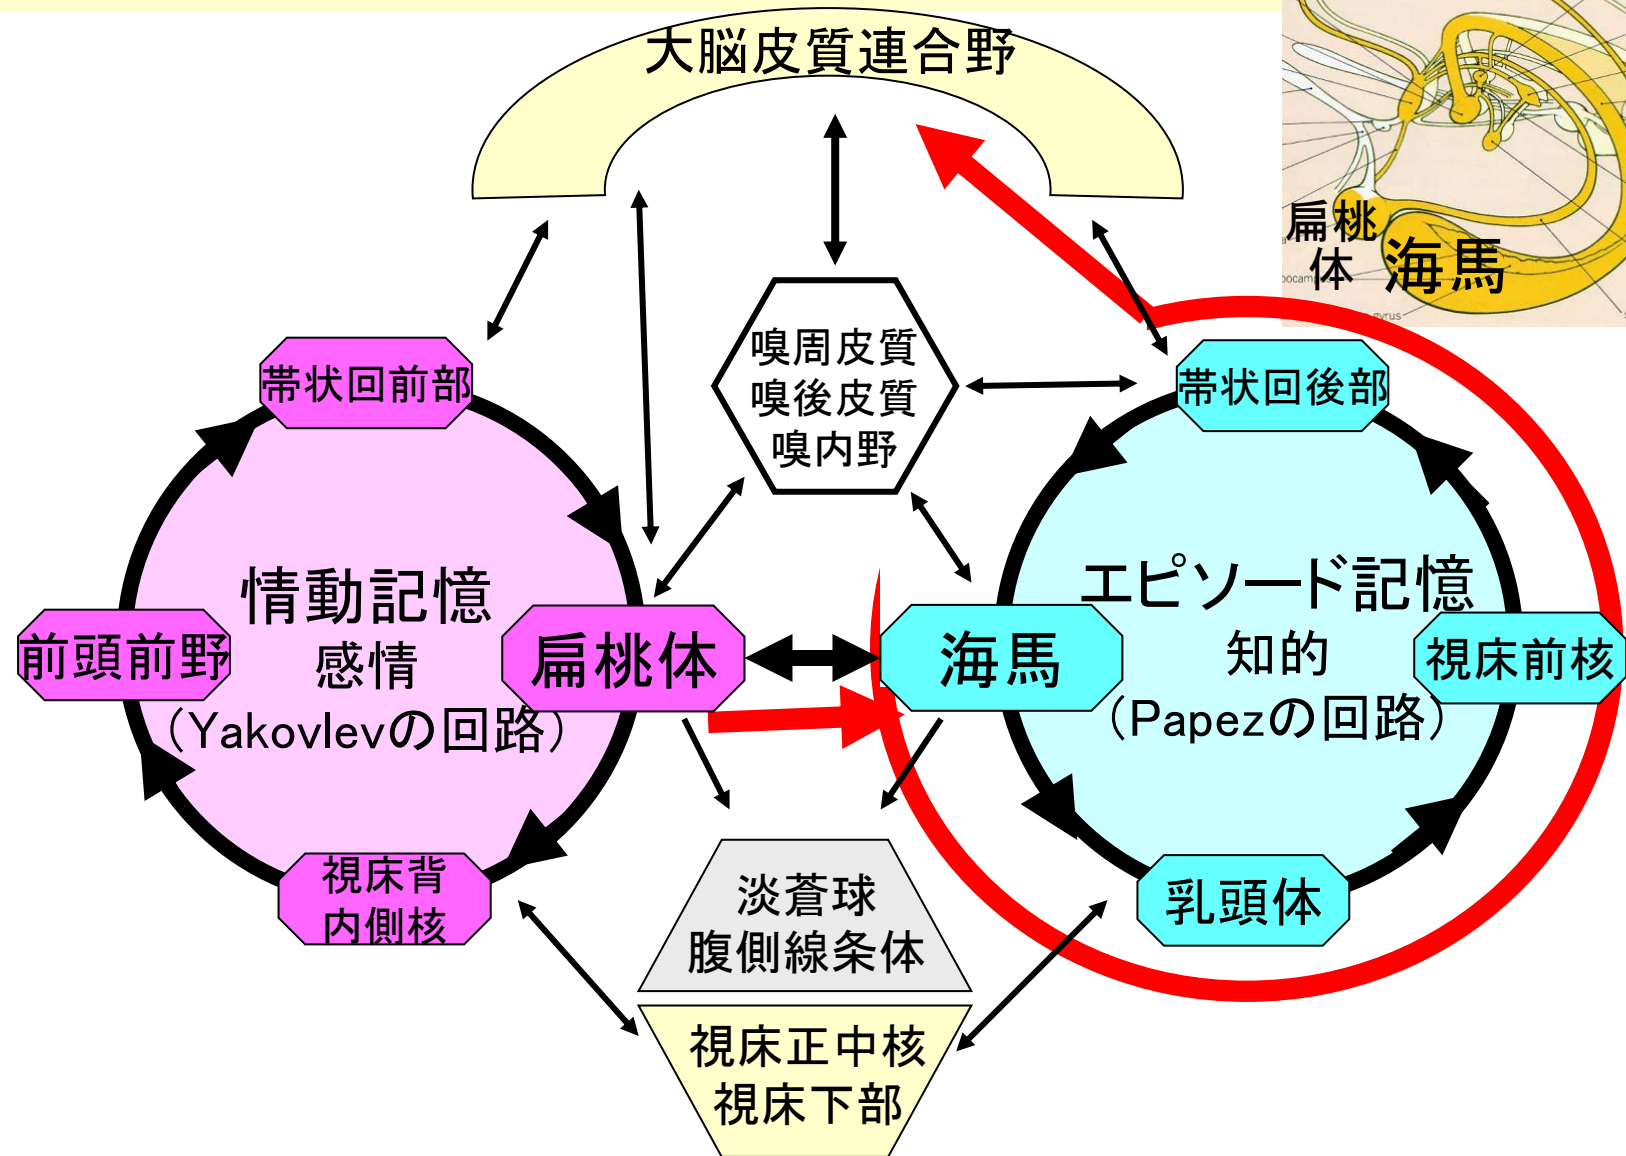 大脳皮質連合野
扁桃
体
海馬
gyrus
嗅周皮質
嗅後皮質
嗅内野
帯状回前部
帯状回後部
情動記憶
感情
(Yakovlevの回路)
エピソード記憶
知的
(Papezの回路)
前頭前野
扁桃体
海馬
視床前核
視床背
内側核
乳頭体
淡蒼球
腹側線条体
視床正中核
視床下部